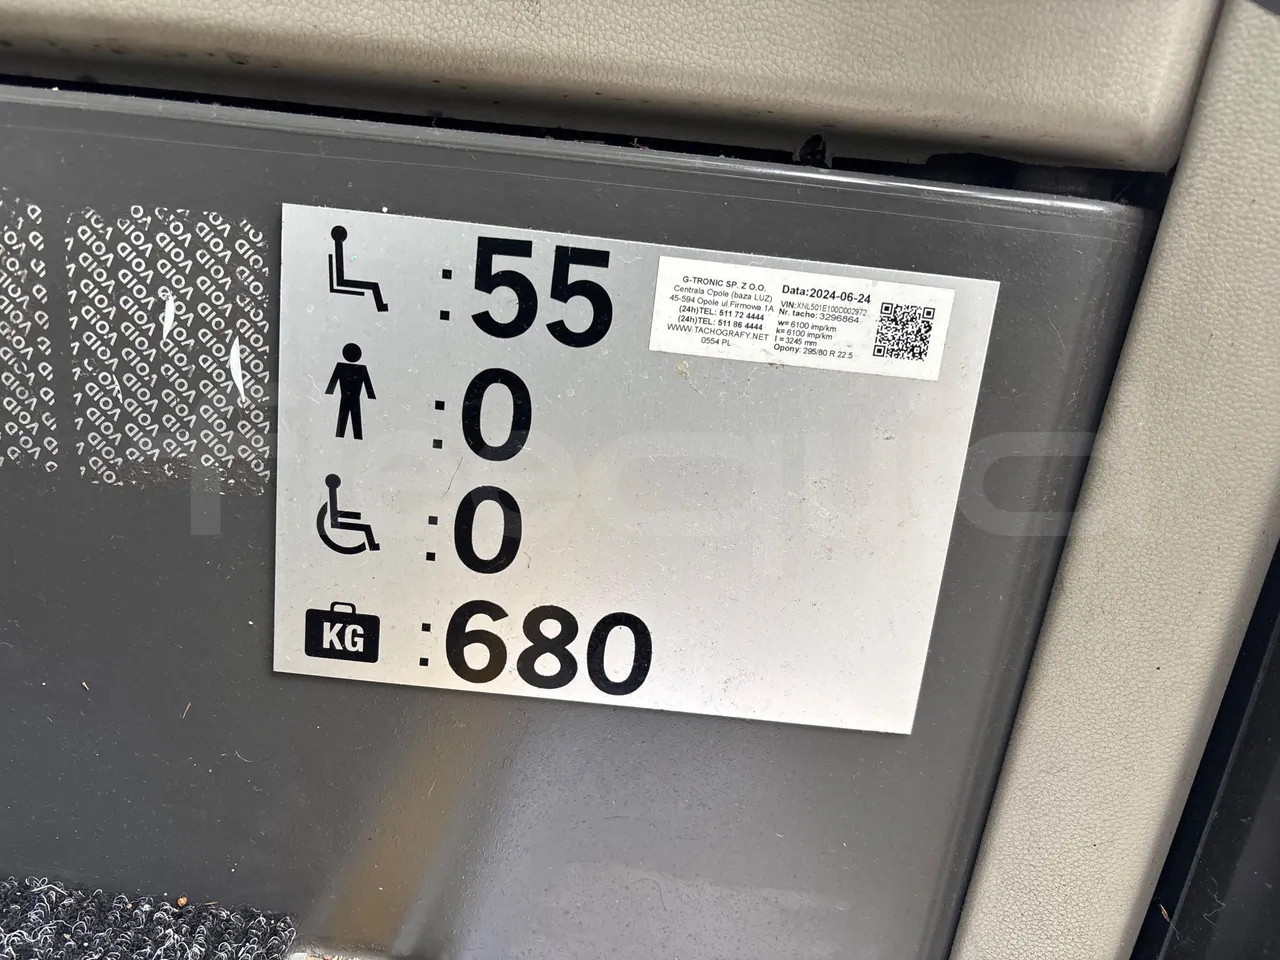 :55
:0
:0
KG :680
G-TRONIC SP. Z O.O.
Centrala Opole (baza LUZ)
45-594 Opole ul.Firmowa 1A
(24h)TEL: 511 72 4444
(24h)TEL: 511 86 4444
WWW.TACHOGRAFY.NET
0554 PL
Data:2024-06-24
VIN:XNL501E100D002972
Nr. tacho: 3296864
w= 6100 imp/km
k= 6100 imp/km
l = 3245 mm
Opony: 295/80 R 22.5
VOID